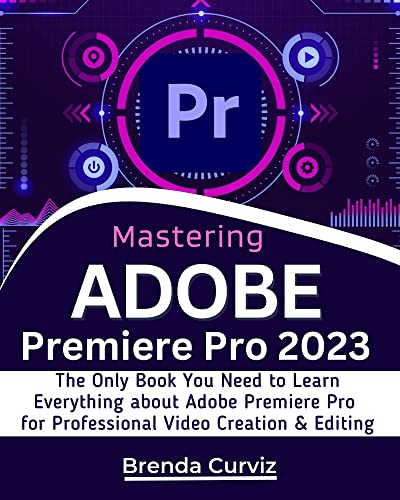 Pr
Mastering
ADOBE
Premiere Pro 2023
The Only Book You Need to Learn
Everything about Adobe Premiere Pro
for Professional Video Creation & Editing
Brenda Curviz